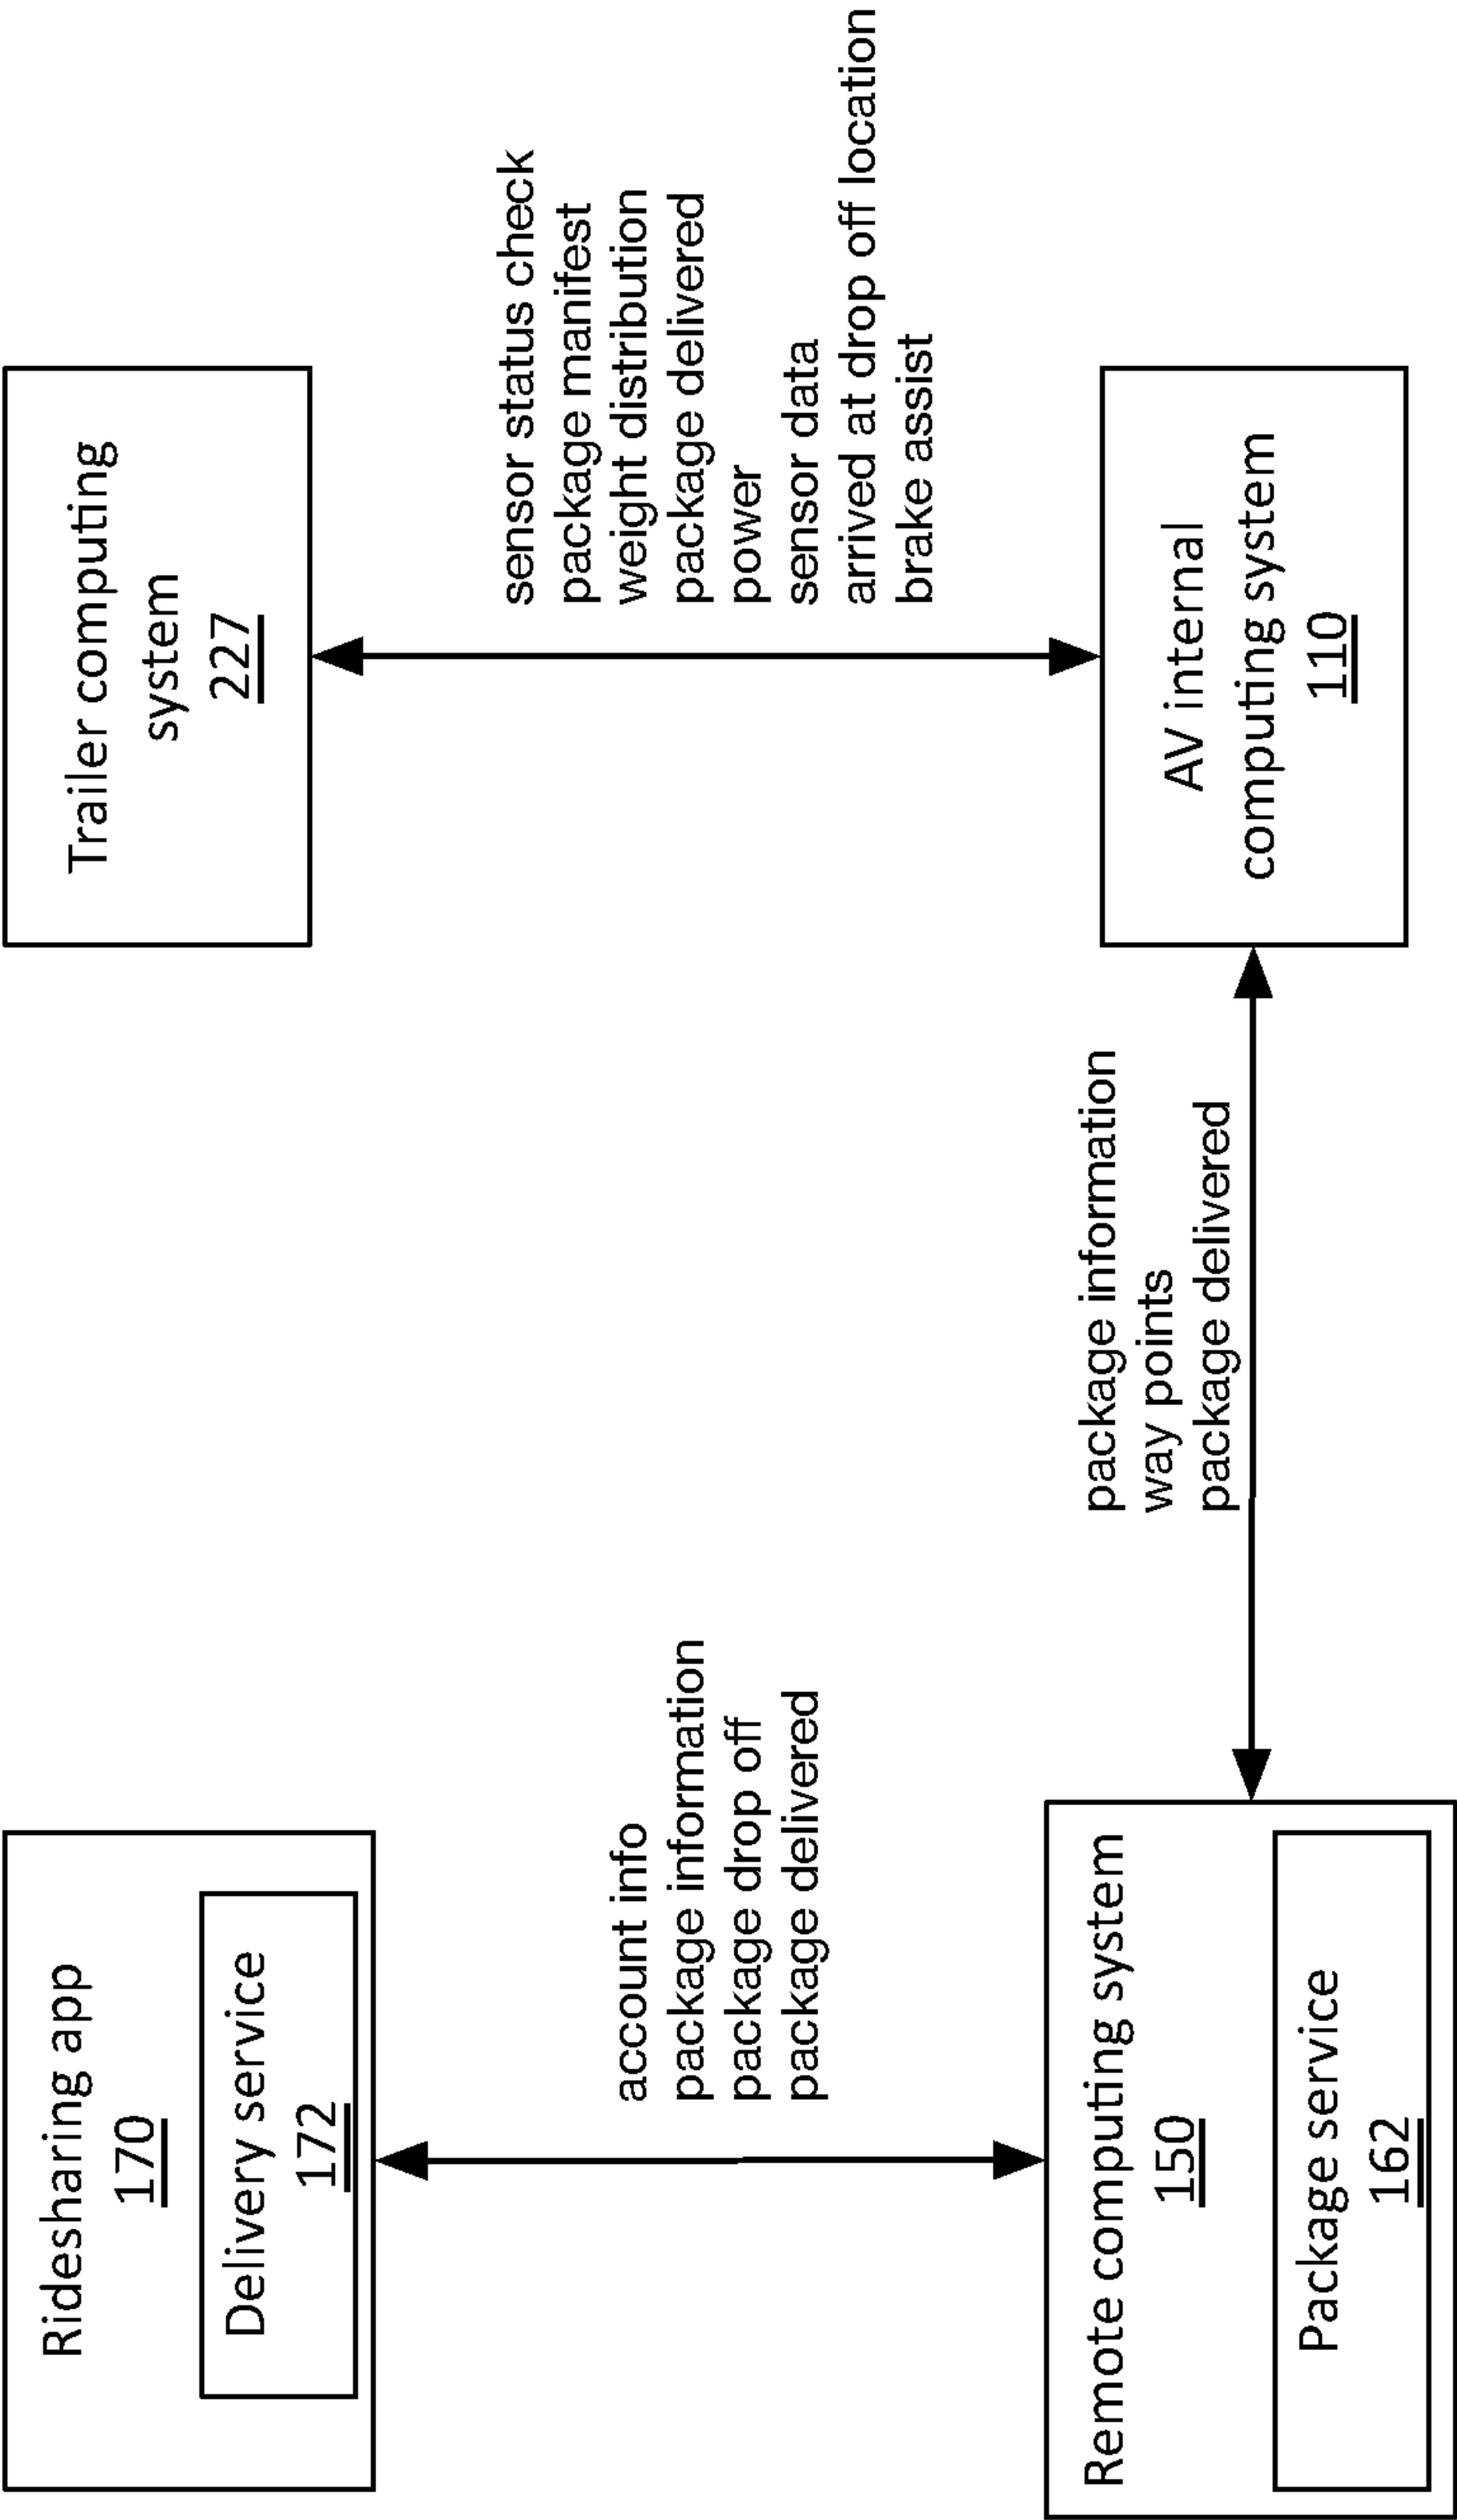 Ridesharing app
170
Delivery service
172
account info
package information
package drop off
package delivered
Remote computing system
150
Package service
162
package information
way points
package delivered
Trailer computing
system
227
sensor status check
package manifest
weight distribution
package delivered
power
sensor data
arrived at drop off location
brake assist
AV internal
computing system
110